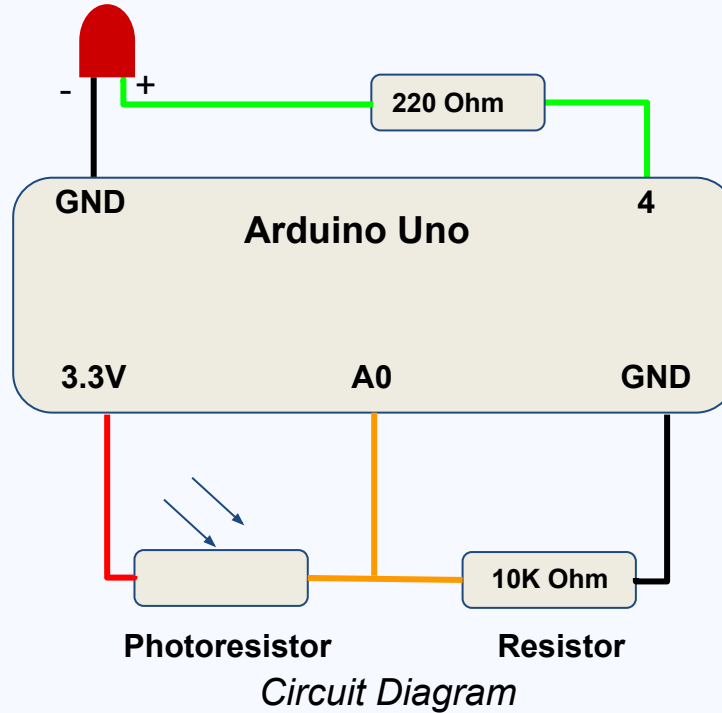 - +
220 Ohm
GND 4
Arduino Uno
3.3V A0 GND
10K Ohm
Photoresistor Resistor
Circuit Diagram